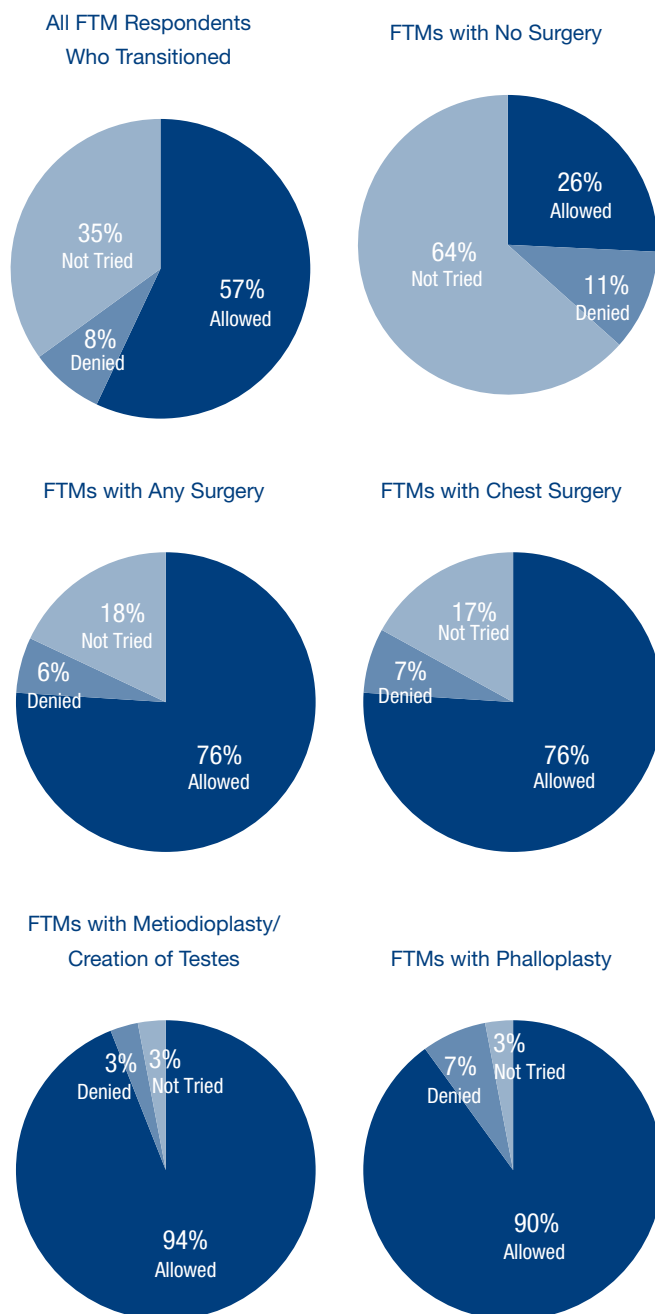 All FTM Respondents
Who Transitioned
35%
Not Tried
57%
Allowed
8%
Denied
FTMs with No Surgery
26%
Allowed
64%
Not Tried
11%
Denied
FTMs with Any Surgery
18%
Not Tried
6%
Denied
76%
Allowed
FTMs with Chest Surgery
17%
Not Tried
7%
Denied
76%
Allowed
FTMs with Metiodioplasty/
Creation of Testes
3%
Denied
3%
Not Tried
94%
Allowed
FTMs with Phalloplasty
7%
Denied
3%
Not Tried
90%
Allowed